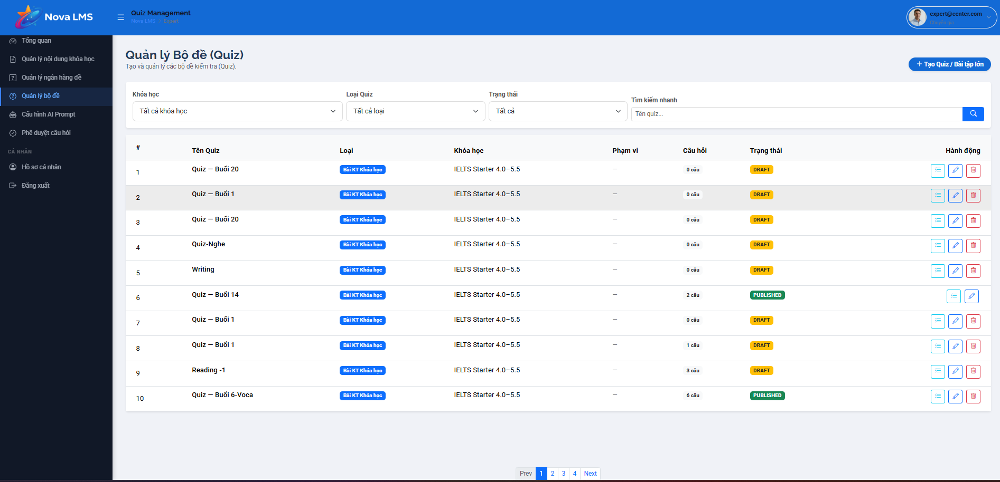 Nova LMS
Quiz Management
Nova LMS > Expert
expert@center.com
Chuyên gia
Tổng quan
Quản lý nội dung khóa học
Quản lý ngân hàng đề
Quản lý bộ đề
Cấu hình AI Prompt
Phê duyệt câu hỏi
CÁ NHÂN
Hồ sơ cá nhân
Đăng xuất
Quản lý Bộ đề (Quiz)
Tạo và quản lý các bộ đề kiểm tra (Quiz).
+ Tạo Quiz / Bài tập lớn
Khóa học Loại Quiz Trạng thái Tìm kiếm nhanh
Tất cả khóa học Tất cả loại Tất cả Tên quiz...
# Tên Quiz Loại Khóa học Phạm vi Câu hỏi Trạng thái Hành động
1 Quiz — Buổi 20 Bài KT Khóa học IELTS Starter 4.0–5.5 — 0 câu DRAFT
2 Quiz — Buổi 1 Bài KT Khóa học IELTS Starter 4.0–5.5 — 0 câu DRAFT
3 Quiz — Buổi 20 Bài KT Khóa học IELTS Starter 4.0–5.5 — 0 câu DRAFT
4 Quiz-Nghe Bài KT Khóa học IELTS Starter 4.0–5.5 — 0 câu DRAFT
5 Writing Bài KT Khóa học IELTS Starter 4.0–5.5 — 0 câu DRAFT
6 Quiz — Buổi 14 Bài KT Khóa học IELTS Starter 4.0–5.5 — 2 câu PUBLISHED
7 Quiz — Buổi 1 Bài KT Khóa học IELTS Starter 4.0–5.5 — 0 câu DRAFT
8 Quiz — Buổi 1 Bài KT Khóa học IELTS Starter 4.0–5.5 — 1 câu DRAFT
9 Reading -1 Bài KT Khóa học IELTS Starter 4.0–5.5 — 3 câu DRAFT
10 Quiz — Buổi 6-Voca Bài KT Khóa học IELTS Starter 4.0–5.5 — 6 câu PUBLISHED
Prev 1 2 3 4 Next